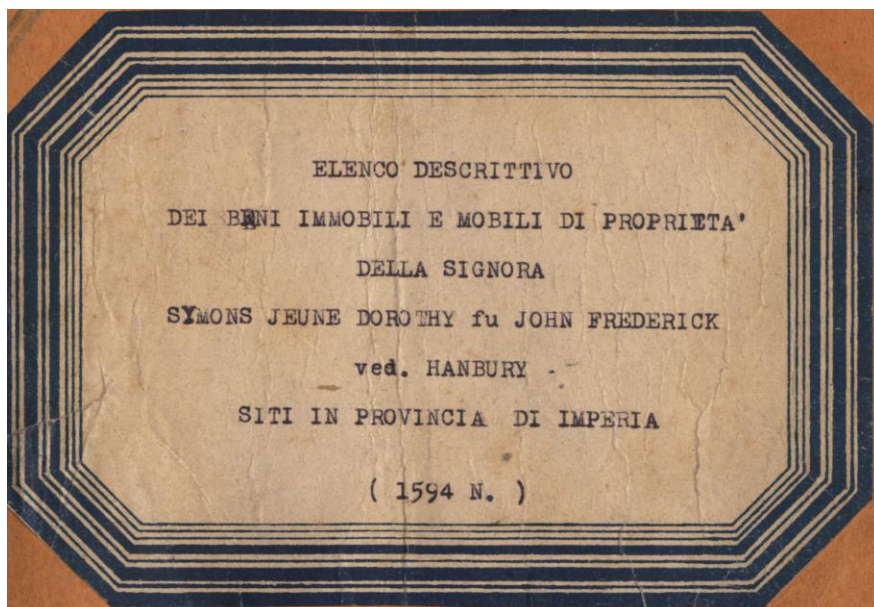 ELENCO DESCRITTIVO
DEI BENI IMMOBILI E MOBILI DI PROPRIETA'
DELLA SIGNORA
SYMONS JEUNE DOROTHY fu JOHN FREDERICK
ved. HANBURY -
SITI IN PROVINCIA DI IMPERIA
( 1594 N. )